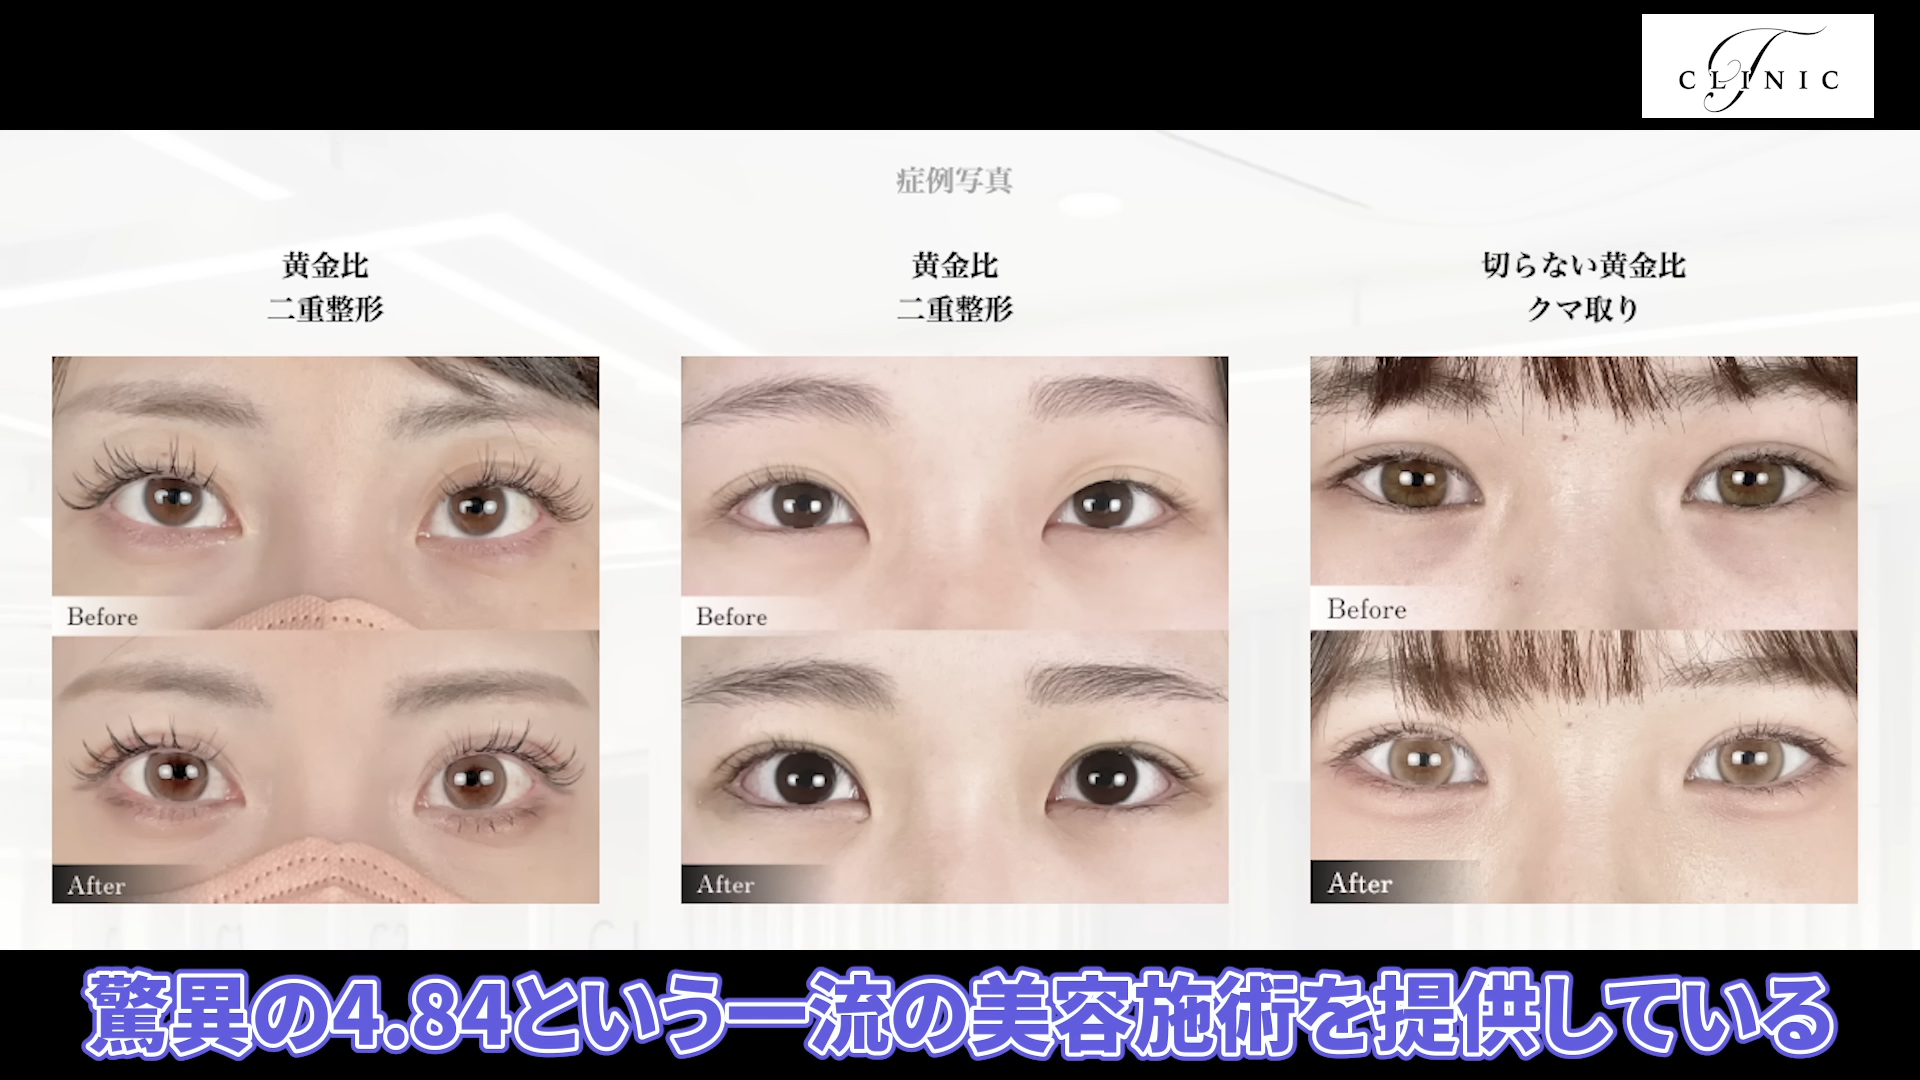 T CLINIC
症例写真
黄金比
二重整形
黄金比
二重整形
切らない黄金比
クマ取り
Before
Before
Before
After
After
After
驚異の4.84という一流の美容施術を提供している